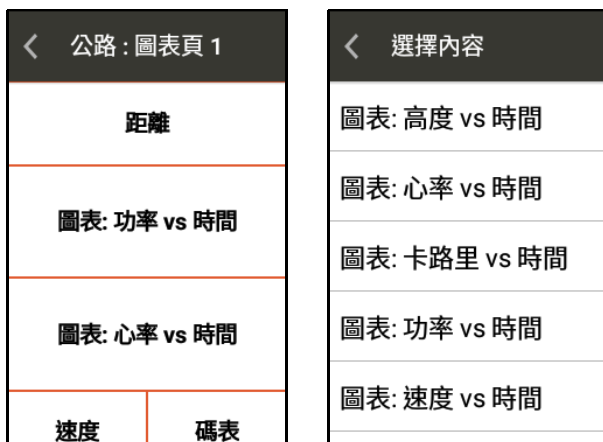 公路 : 圖表頁 1
距離
圖表: 功率 vs 時間
圖表: 心率 vs 時間
速度
碼表
選擇內容
圖表: 高度 vs 時間
圖表: 心率 vs 時間
圖表: 卡路里 vs 時間
圖表: 功率 vs 時間
圖表: 速度 vs 時間